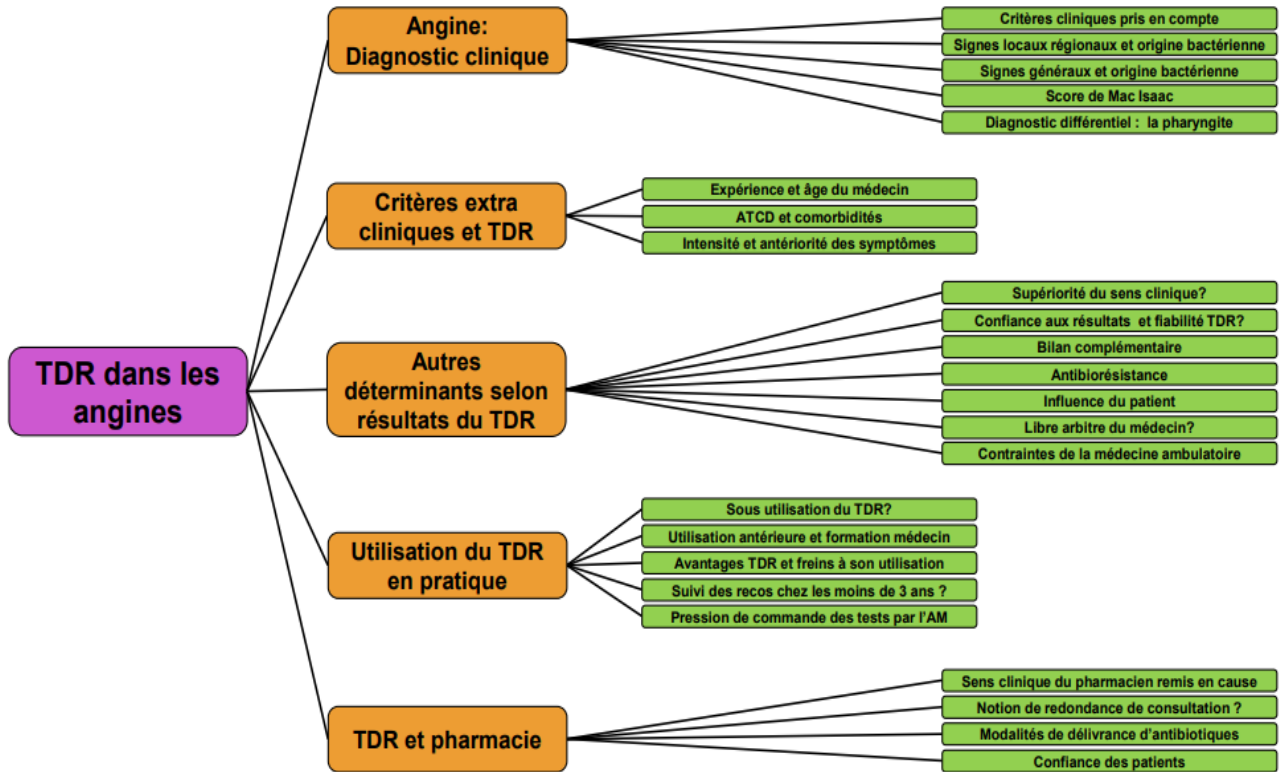 TDR dans les
angines
Angine:
Diagnostic clinique
Critères cliniques pris en compte
Signes locaux régionaux et origine bactérienne
Signes généraux et origine bactérienne
Score de Mac Isaac
Diagnostic différentiel : la pharyngite
Critères extra
cliniques et TDR
Expérience et âge du médecin
ATCD et comorbidités
Intensité et antériorité des symptômes
Autres
déterminants selon
résultats du TDR
Supériorité du sens clinique?
Confiance aux résultats et fiabilité TDR?
Bilan complémentaire
Antibiorésistance
Influence du patient
Libre arbitre du médecin?
Contraintes de la médecine ambulatoire
Utilisation du TDR
en pratique
Sous utilisation du TDR?
Utilisation antérieure et formation médecin
Avantages TDR et freins à son utilisation
Suivi des recos chez les moins de 3 ans ?
Pression de commande des tests par l'AM
TDR et pharmacie
Sens clinique du pharmacien remis en cause
Notion de redondance de consultation ?
Modalités de délivrance d'antibiotiques
Confiance des patients